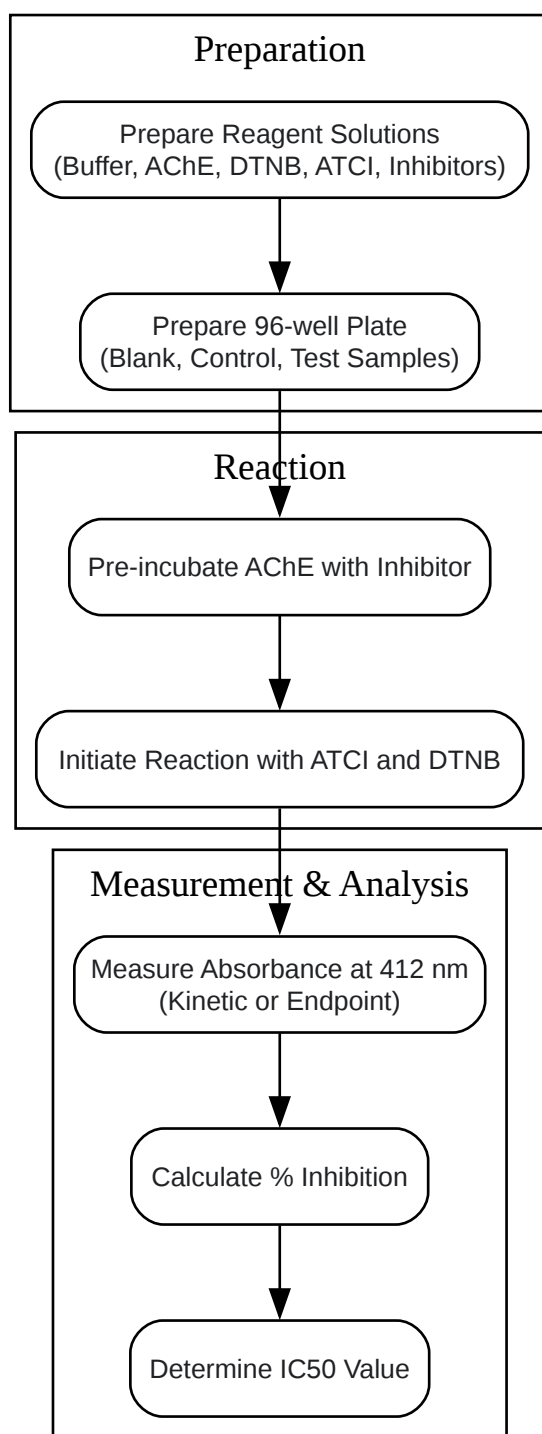 Preparation
Prepare Reagent Solutions
(Buffer, AChE, DTNB, ATCI, Inhibitors)
Prepare 96-well Plate
(Blank, Control, Test Samples)
Reaction
Pre-incubate AChE with Inhibitor
Initiate Reaction with ATCI and DTNB
Measurement & Analysis
Measure Absorbance at 412 nm
(Kinetic or Endpoint)
Calculate % Inhibition
Determine IC50 Value